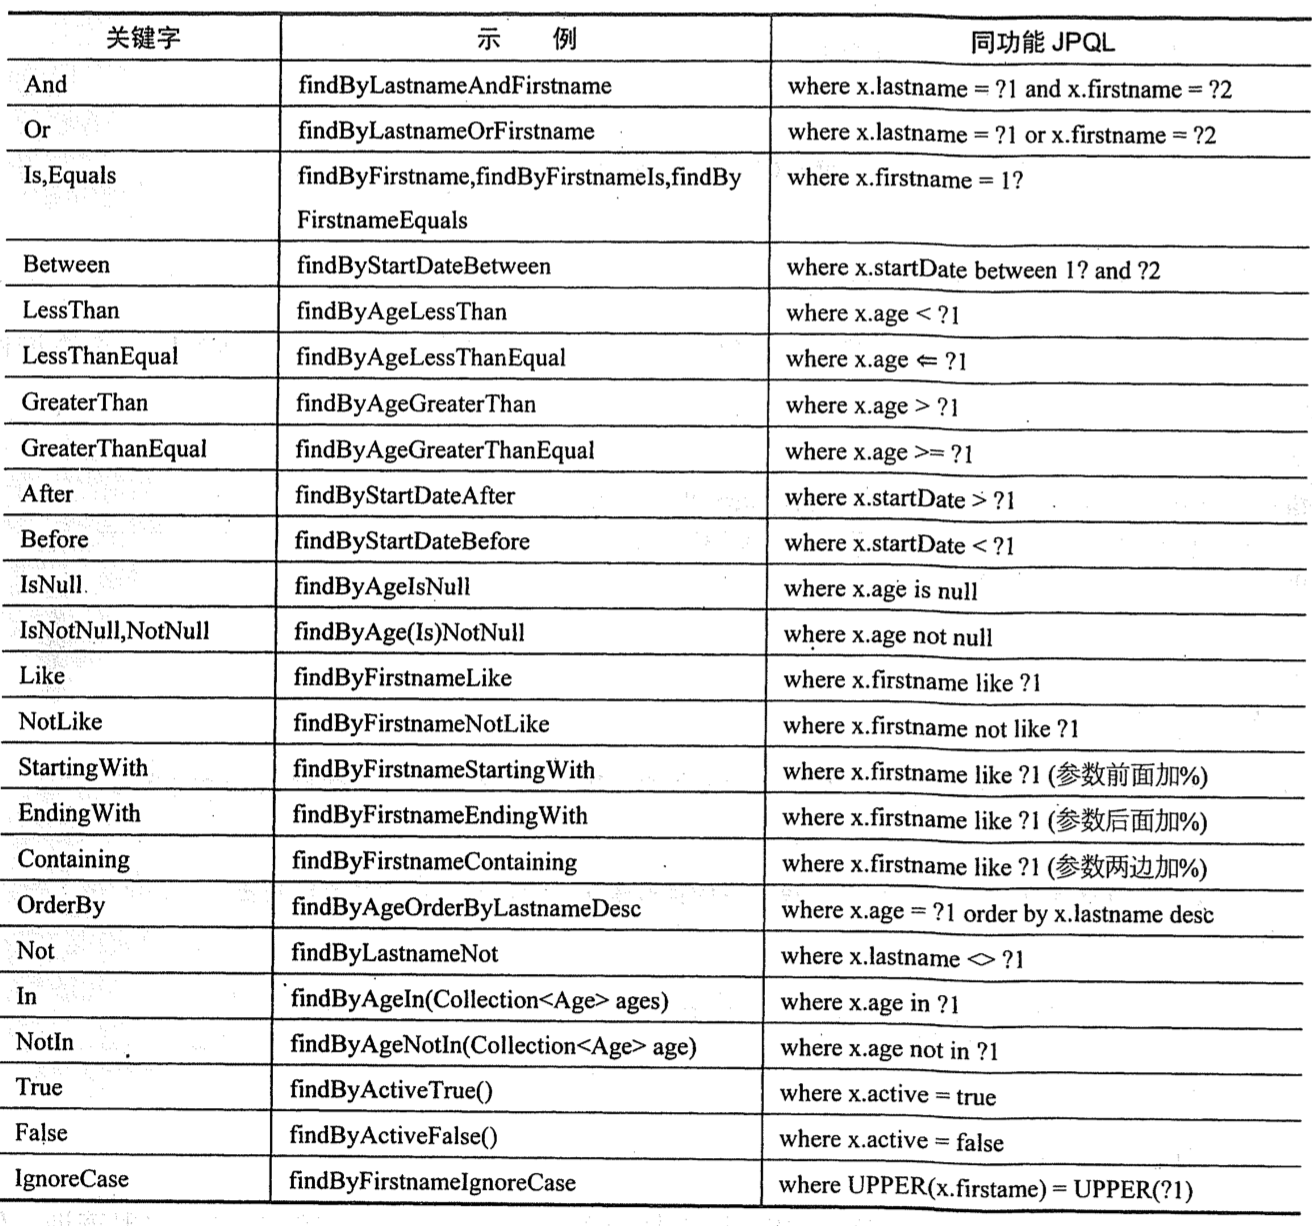 关键字 示 例 同功能 JPQL
And findByLastnameAndFirstname where x.lastname = ?1 and x.firstname = ?2
Or findByLastnameOrFirstname where x.lastname = ?1 or x.firstname = ?2
Is,Equals findByFirstname,findByFirstnameIs,findBy where x.firstname = 1?
FirstnameEquals
Between findByStartDateBetween where x.startDate between 1? and ?2
LessThan findByAgeLessThan where x.age < ?1
LessThanEqual findByAgeLessThanEqual where x.age ⇐ ?1
GreaterThan findByAgeGreaterThan where x.age > ?1
GreaterThanEqual findByAgeGreaterThanEqual where x.age >= ?1
After findByStartDateAfter where x.startDate > ?1
Before findByStartDateBefore where x.startDate < ?1
IsNull findByAgeIsNull where x.age is null
IsNotNull,NotNull findByAge(Is)NotNull where x.age not null
Like findByFirstnameLike where x.firstname like ?1
NotLike findByFirstnameNotLike where x.firstname not like ?1
StartingWith findByFirstnameStartingWith where x.firstname like ?1 (参数前面加%)
EndingWith findByFirstnameEndingWith where x.firstname like ?1 (参数后面加%)
Containing findByFirstnameContaining where x.firstname like ?1 (参数两边加%)
OrderBy findByAgeOrderByLastnameDesc where x.age = ?1 order by x.lastname desc
Not findByLastnameNot where x.lastname <> ?1
In findByAgeIn(Collection<Age> ages) where x.age in ?1
NotIn findByAgeNotIn(Collection<Age> age) where x.age not in ?1
True findByActiveTrue() where x.active = true
False findByActiveFalse() where x.active = false
IgnoreCase findByFirstnameIgnoreCase where UPPER(x.firstame) = UPPER(?1)